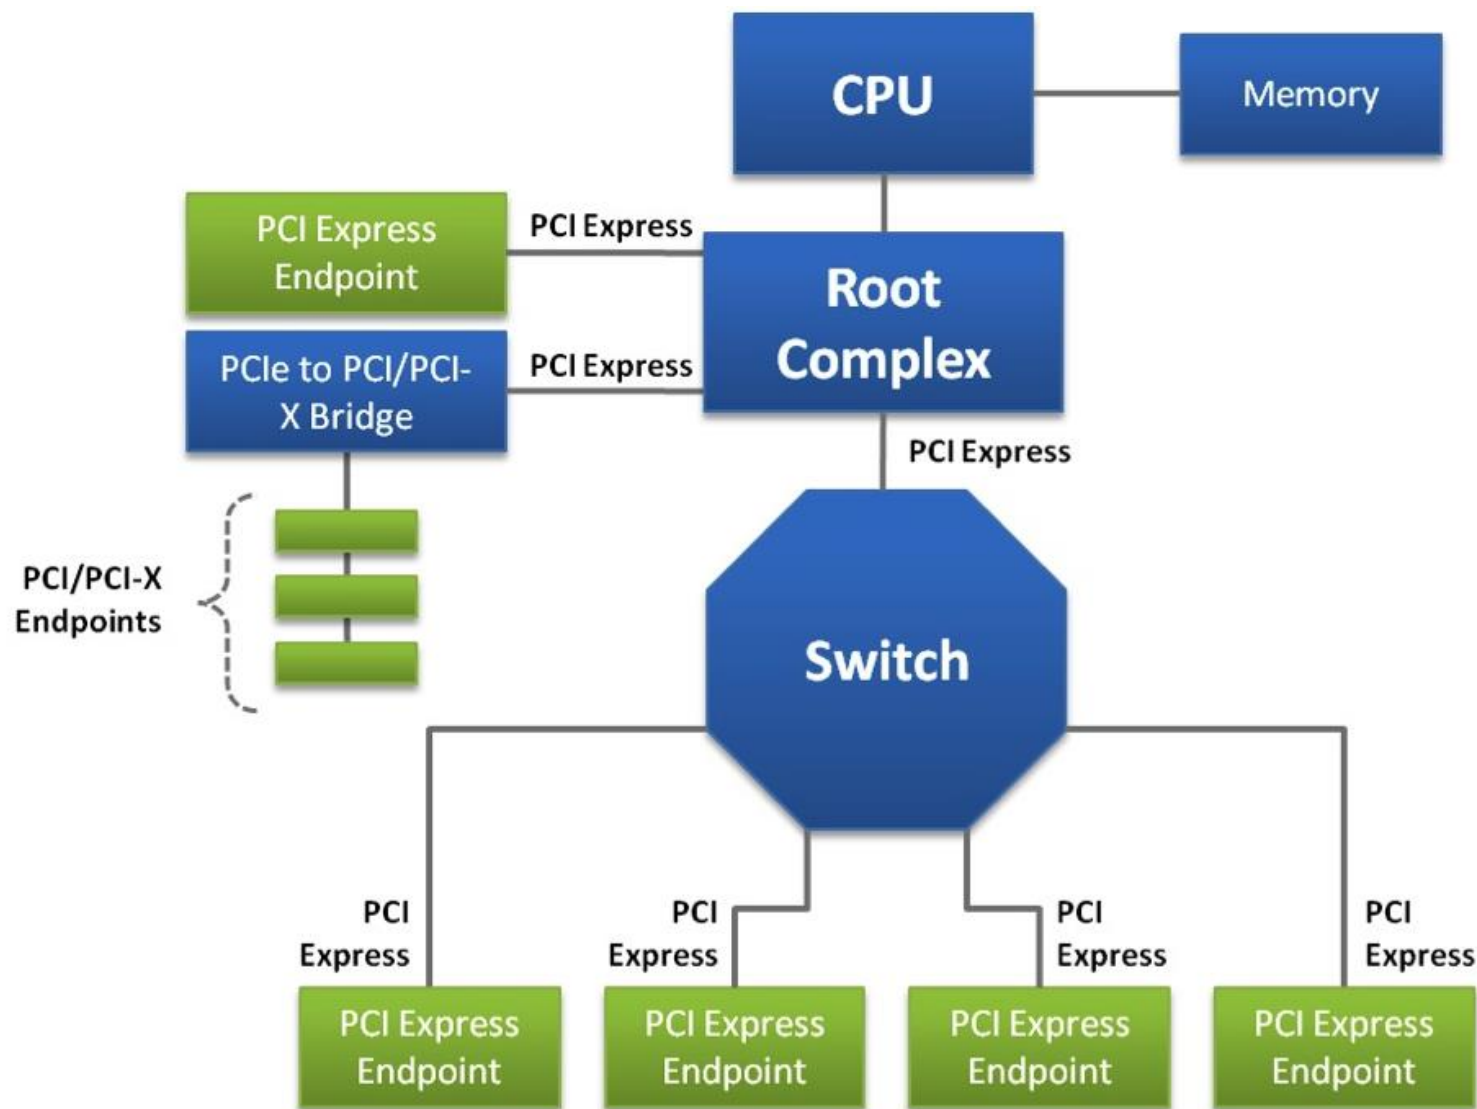 CPU
Memory
PCI Express
Endpoint
PCI Express
Root
Complex
PCIe to PCI/PCI-
X Bridge
PCI Express
PCI Express
PCI/PCI-X
Endpoints
Switch
PCI
Express
PCI
Express
PCI
Express
PCI
Express
PCI Express
Endpoint
PCI Express
Endpoint
PCI Express
Endpoint
PCI Express
Endpoint